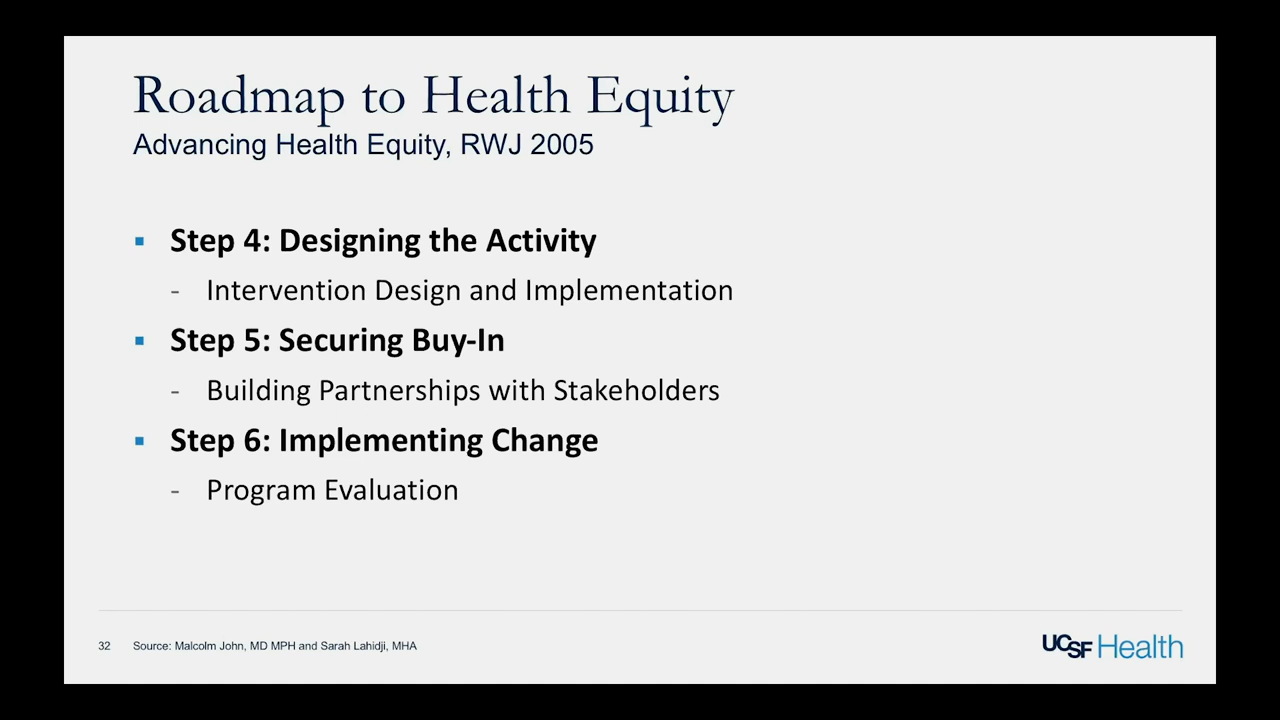 Roadmap to Health Equity
Advancing Health Equity, RWJ 2005
▪ Step 4: Designing the Activity
- Intervention Design and Implementation
▪ Step 5: Securing Buy-In
- Building Partnerships with Stakeholders
▪ Step 6: Implementing Change
- Program Evaluation
32 Source: Malcolm John, MD MPH and Sarah Lahidji, MHA
UCSF Health